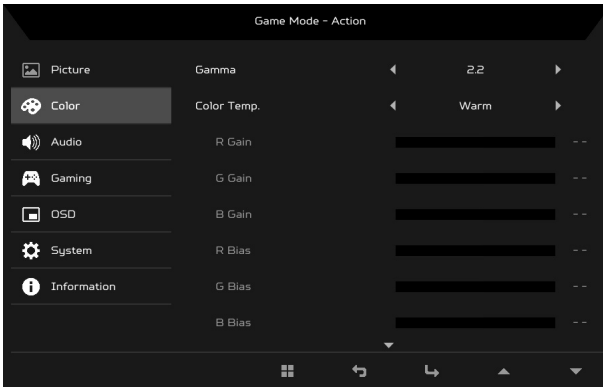 Game Mode - Action
Picture
Gamma 2.2
Color
Color Temp. Warm
Audio
R Gain --
Gaming
G Gain --
OSD
B Gain --
System
R Bias --
Information
G Bias --
B Bias --